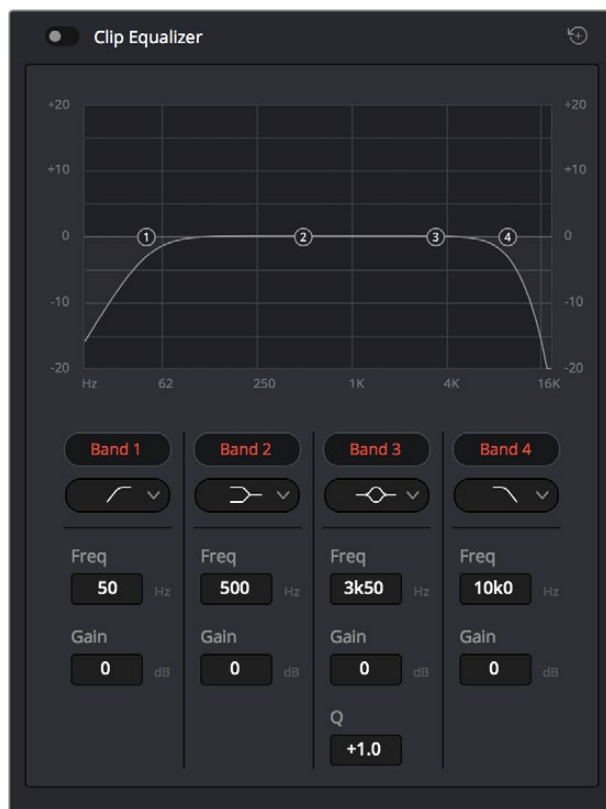 Clip Equalizer
+20 +20
+10 +10
0 1 2 3 4 0
-10 -10
-20 -20
Hz 62 250 1K 4K 16K
Band 1 Band 2 Band 3 Band 4
Freq Freq Freq Freq
50 Hz 500 Hz 3k50 Hz 10k0 Hz
Gain Gain Gain Gain
0 dB 0 dB 0 dB 0 dB
Q
+1.0